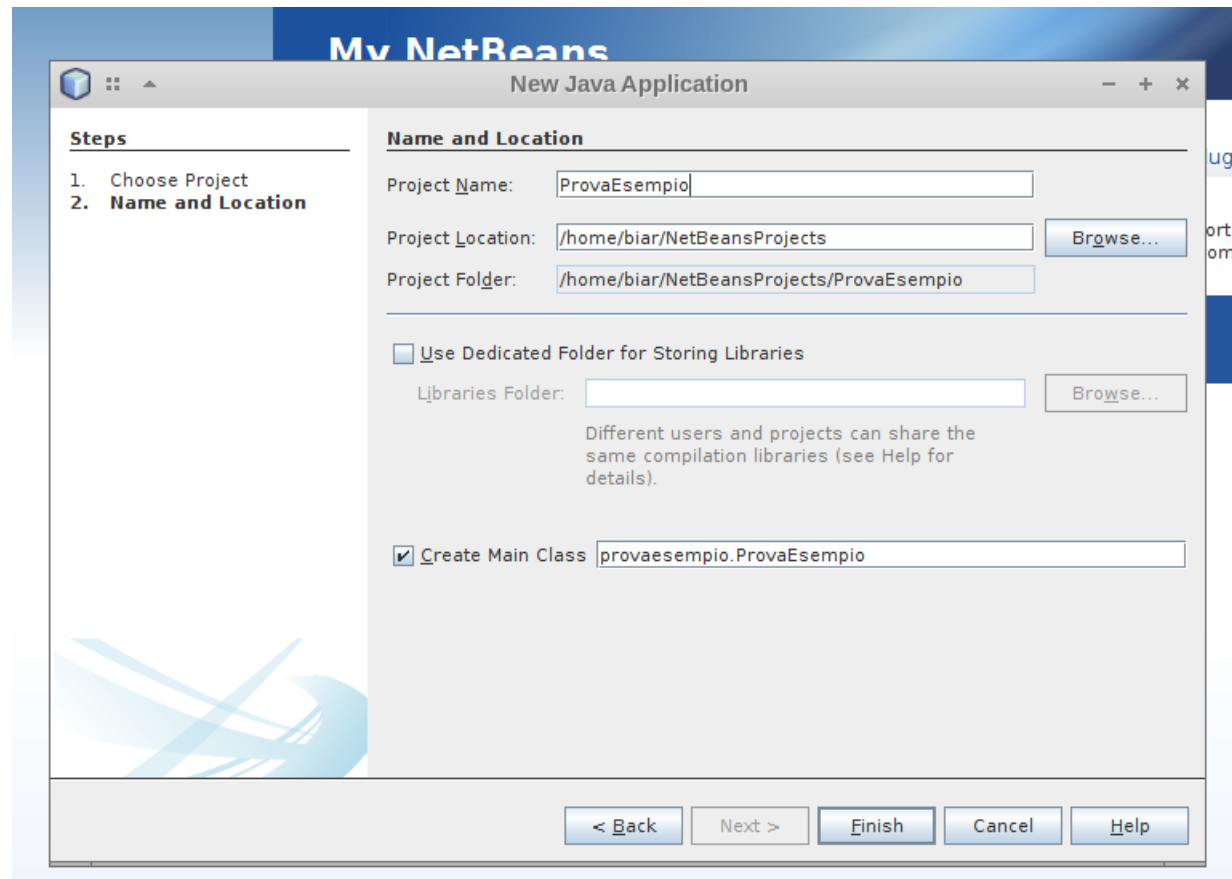 My NetBeans
New Java Application
Steps
1. Choose Project
2. Name and Location
Name and Location
Project Name: ProvaEsempio
Project Location: /home/biar/NetBeansProjects Browse...
Project Folder: /home/biar/NetBeansProjects/ProvaEsempio
Use Dedicated Folder for Storing Libraries
Libraries Folder: Browse...
Different users and projects can share the
same compilation libraries (see Help for
details).
Create Main Class provaesempio.ProvaEsempio
< Back Next > Finish Cancel Help